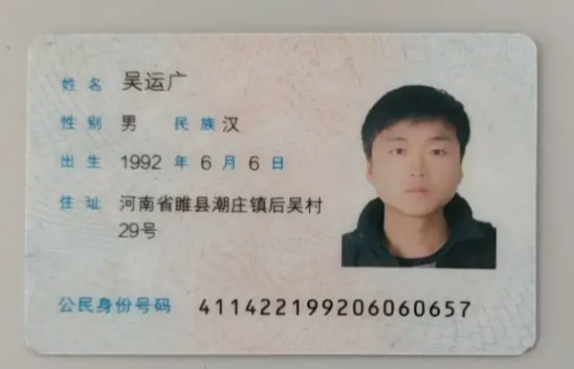 姓名 吴运广
性别 男 民族 汉
出生 1992 年 6 月 6 日
住址 河南省睢县潮庄镇后吴村
29号
公民身份号码 411422199206060657